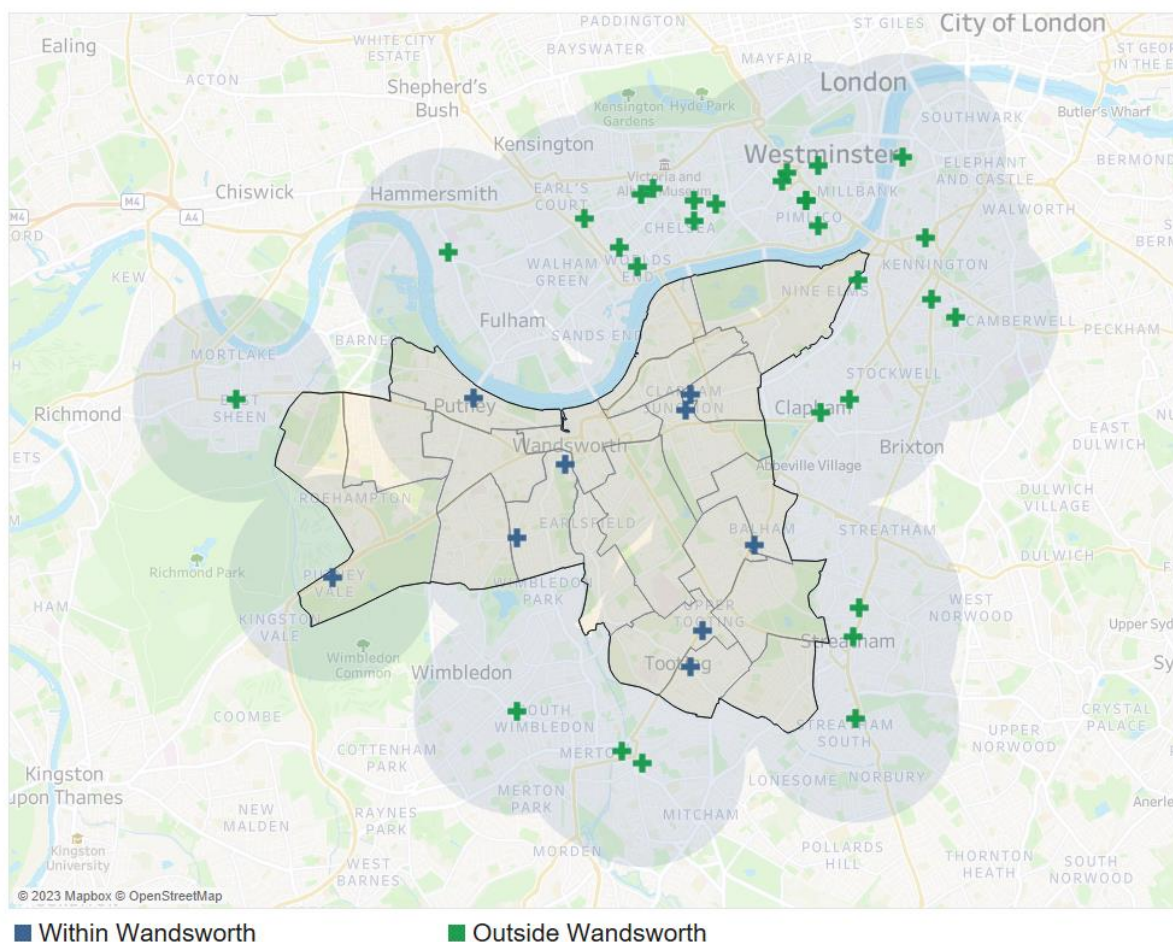 PADDINGTON
ST GILES
City of London
Ealing
WHITE CITY
ESTATE
BAYSWATER
MAYFAIR
ST GEOR
IN THE E
ACTON
Shepherd's
Bush
London
Kensington
Gardens
Hyde Park
Butler's Wharf
SOUTHWARK
Kensington
Westminster
ELEPHANT
AND CASTLE
BERMONDS
Chiswick
Hammersmith
EARL'S
COURT
Victoria and
Albert Museum
MILLBANK
M4
M4
A4
CHELSEA
PIMLICO
WALWORTH
ORD
S
BERM
KEW
WALHAM
GREEN
WORLDS
END
KENNINGTON
NINE ELMS
Fulham
SANDS END
CAMBERWELL
PECKHAM
MORTLAKE
BARNE
STOCKWELL
EAST
SHEEN
Richmond
Putney
CLAPHAM
JUNCTION
Clapham
EAST
DULWICH
ETS
Wandsworth
Brixton
Abbeville Village
ROEHAMPTON
DULWICH
VILLAGE
EARLSFIELD
BALHAM
STREATHAM
Richmond Park
DULWICH
PUTNEY
VALE
WIMBLEDON
PARK
HAM
KINGSTON
VALE
UPPER
TOOTING
WEST
NORWOOD
Upper Syd
Wimbledon
Common
Wimbledon
Tooting
Streatham
Sy
COOMBE
SOUTH
WIMBLEDON
STREATHAM
SOUTH
CRYSTAL
PALACE
COTTENHAM
PARK
MERTON
UPPER
NORWOOD
Kingston
upon Thames
LONESOME
NORBURY
MERTON
PARK
Anerle
NEW
MALDEN
RAYNES
PARK
MITCHAM
Kingston
University
WEST
BARNES
MORDEN
POLLARDS
HILL
THORNTON
HEATH
SOUTH
NORWOOD
© 2023 Mapbox © OpenStreetMap
Within Wandsworth
Outside Wandsworth